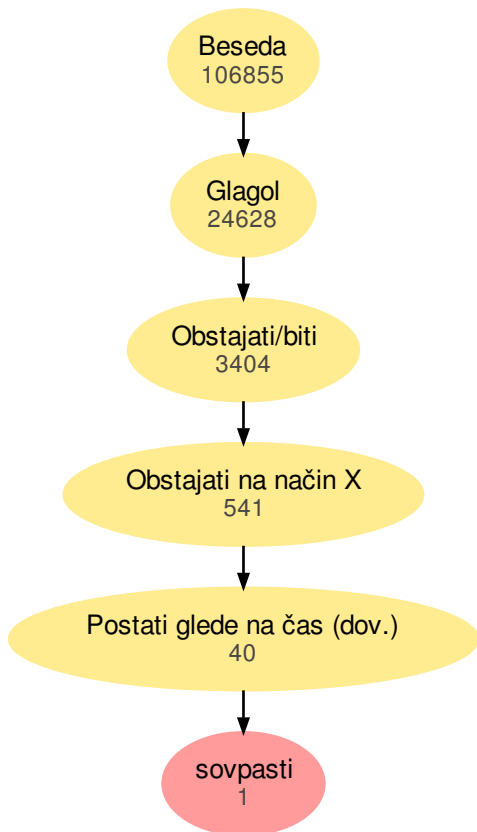 Beseda
106855
Glagol
24628
Obstajati/biti
3404
Obstajati na način X
541
Postati glede na čas (dov.)
40
sovpasti
1